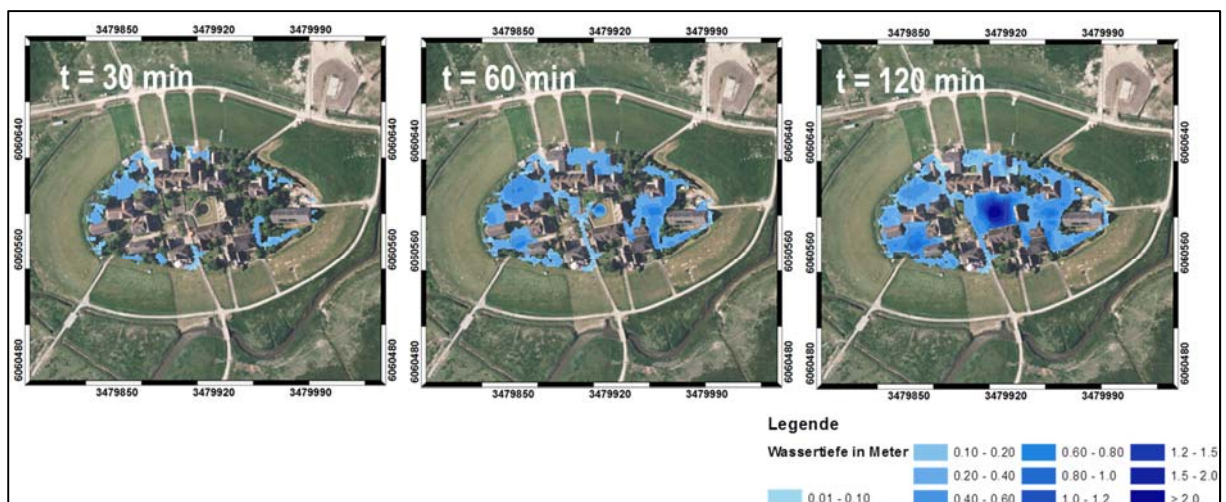 3479850 3479920 3479990 3479850 3479920 3479990 3479850 3479920 3479990
t = 30 min t = 60 min t = 120 min
6060640 6060640 6060640 6060640
6060560 6060560 6060560 6060560
6060480 6060480 6060480 6060480
3479850 3479920 3479990 3479850 3479920 3479990 3479850 3479920 3479990
Legende
Wassertiefe in Meter 0.10 - 0.20 0.60 - 0.80 1.2 - 1.5
0.20 - 0.40 0.80 - 1.0 1.5 - 2.0
0.01 - 0.10 0.40 - 0.60 1.0 - 1.2 > 2.0